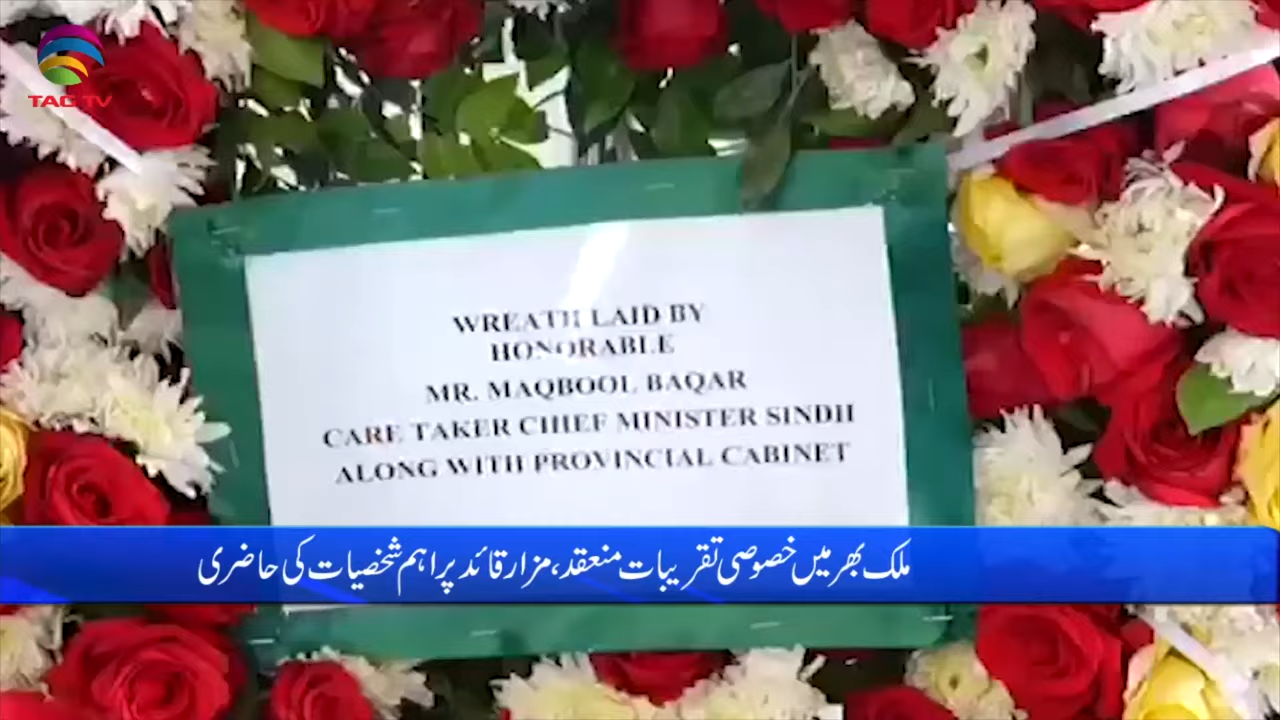 TAG TV
WREATH LAID BY
HONORABLE
MR. MAQBOOL BAQAR
CARE TAKER CHIEF MINISTER SINDH
ALONG WITH PROVINCIAL CABINET
ملک بھر میں خصوصی تقریبات منعقد، مزار قائد پر اہم شخصیات کی حاضری